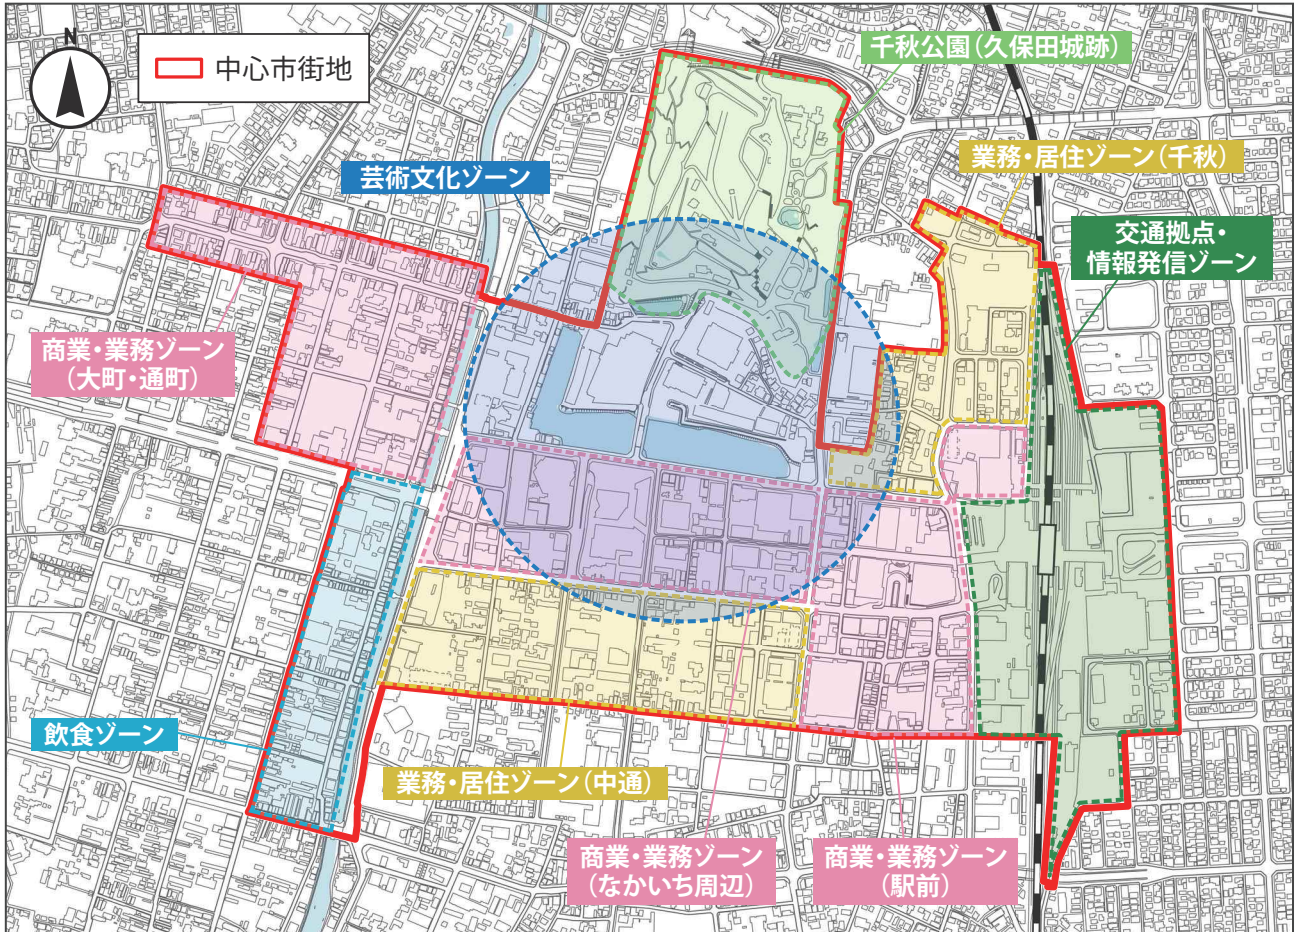 N
中心市街地
千秋公園(久保田城跡)
業務・居住ゾーン(千秋)
芸術文化ゾーン
交通拠点・
情報発信ゾーン
商業・業務ゾーン
(大町・通町)
飲食ゾーン
業務・居住ゾーン(中通)
商業・業務ゾーン
(なかいち周辺)
商業・業務ゾーン
(駅前)